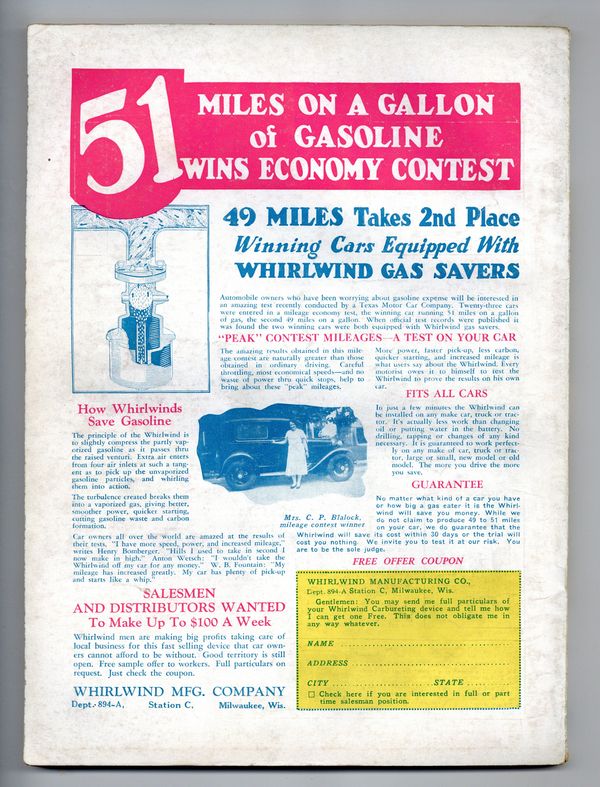 51
MILES ON A GALLON
of GASOLINE
WINS ECONOMY CONTEST
49 MILES Takes 2nd Place
Winning Cars Equipped With
WHIRLWIND GAS SAVERS
Automobile owners who have been worrying about gasoline expense will be interested in
an amazing test recently conducted by a Texas Motor Car Company. Twenty-three cars
were entered in a mileage economy test, the winning car running 51 miles on a gallon
of gas, the second 49 miles on a gallon. When official test records were published it
was found the two winning cars were both equipped with Whirlwind gas savers.
"PEAK" CONTEST MILEAGES—A TEST ON YOUR CAR
The amazing results obtained in this mile-
age contest are naturally greater than those
obtained in ordinary driving. Careful
throttling, most economical speeds—and no
waste of power thru quick stops, help to
bring about these "peak" mileages.
More power, faster pick-up, less carbon,
quicker starting, and increased mileage is
what users say about the Whirlwind. Every
motorist owes it to himself to test the
Whirlwind to prove the results on his own
car.
FITS ALL CARS
In just a few minutes the Whirlwind can
be installed on any make car, truck or trac-
tor. It's actually less work than changing
oil or putting water in the battery. No
drilling, tapping or changes of any kind
necessary. It is guaranteed to work perfect-
ly on any make of car, truck or trac-
tor, large or small, new model or old
model. The more you drive the more
you save.
GUARANTEE
No matter what kind of a car you have
or how big a gas eater it is the Whirl-
wind will save you money. While we
do not claim to produce 49 to 51 miles
on your car, we do guarantee that the
Whirlwind will save its cost within 30 days or the trial will
cost you nothing. We invite you to test it at our risk. You
are to be the sole judge.
How Whirlwinds
Save Gasoline
The principle of the Whirlwind is
to slightly compress the partly vap-
orized gasoline as it passes thru
the raised venturi. Extra air enters
from four air inlets at such a tang-
ent as to pick up the unvaporized
gasoline particles, and whirling
them into action.
The turbulence created breaks them
into a vaporized gas, giving better,
smoother power, quicker starting,
cutting gasoline waste and carbon
formation.
Mrs. C. P. Blalock,
mileage contest winner
Car owners all over the world are amazed at the results of
their tests. "I have more speed, power, and increased mileage,"
writes Henry Bomberger. "Hills I used to take in second I
now make in high." Anton Wetsch: "I wouldn't take the
Whirlwind off my car for any money." W. B. Fountain: "My
mileage has increased greatly. My car has plenty of pick-up
and starts like a whip."
SALESMEN
AND DISTRIBUTORS WANTED
To Make Up To $100 A Week
Whirlwind men are making big profits taking care of
local business for this fast selling device that car own-
ers cannot afford to be without. Good territory is still
open. Free sample offer to workers. Full particulars on
request. Just check the coupon.
WHIRLWIND MFG. COMPANY
Dept. 894-A, Station C, Milwaukee, Wis.
FREE OFFER COUPON
WHIRLWIND MANUFACTURING CO.,
Dept. 894-A Station C, Milwaukee, Wis.
Gentlemen: You may send me full particulars of
your Whirlwind Carbureting device and tell me how
I can get one Free. This does not obligate me in
any way whatever.
NAME
ADDRESS
CITY STATE
☐ Check here if you are interested in full or part
time salesman position.